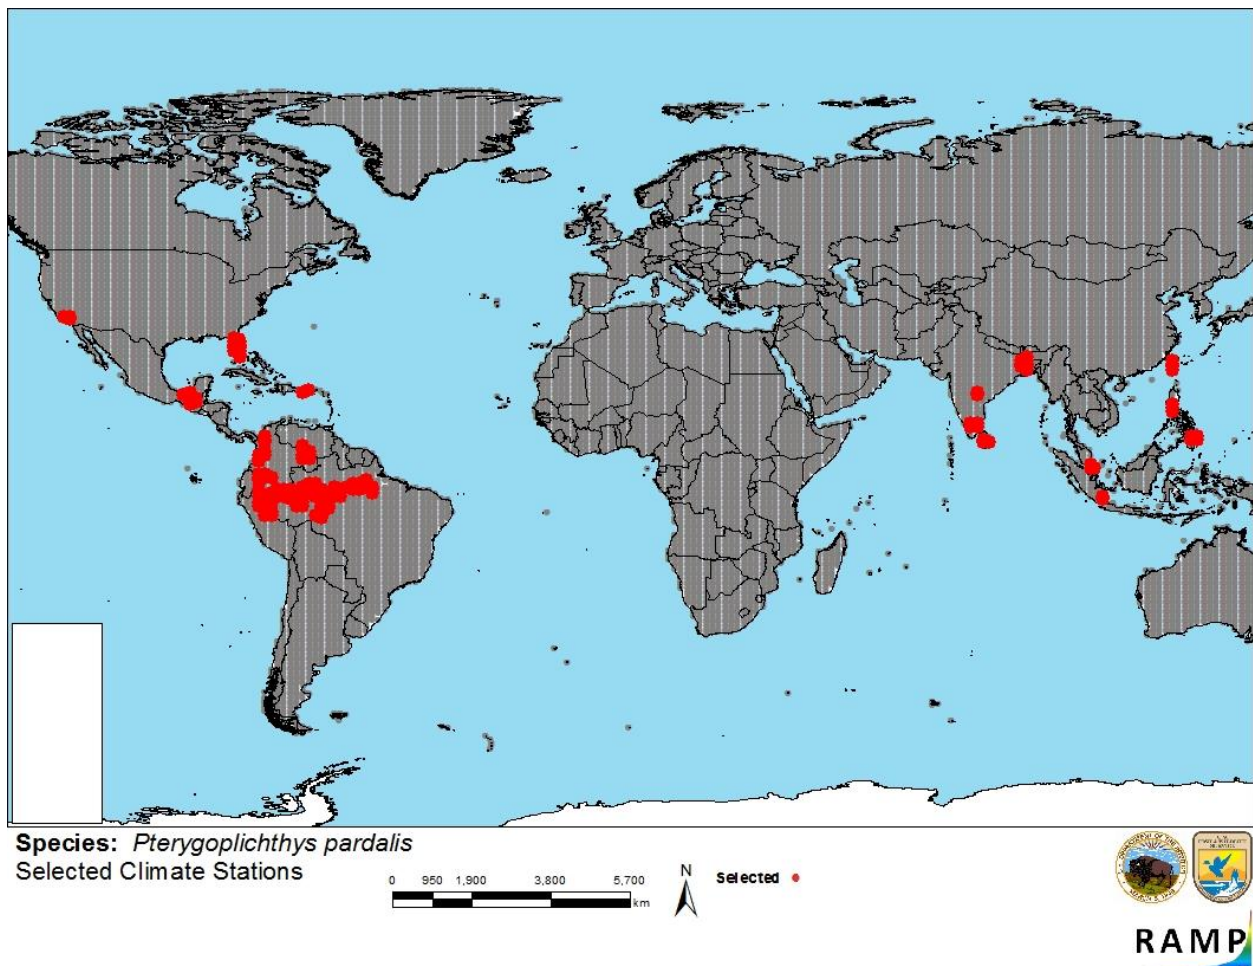 Species: Pterygoplichthys pardalis
Selected Climate Stations
0 950 1,900 3,800 5,700
km
N
Selected
RAMP